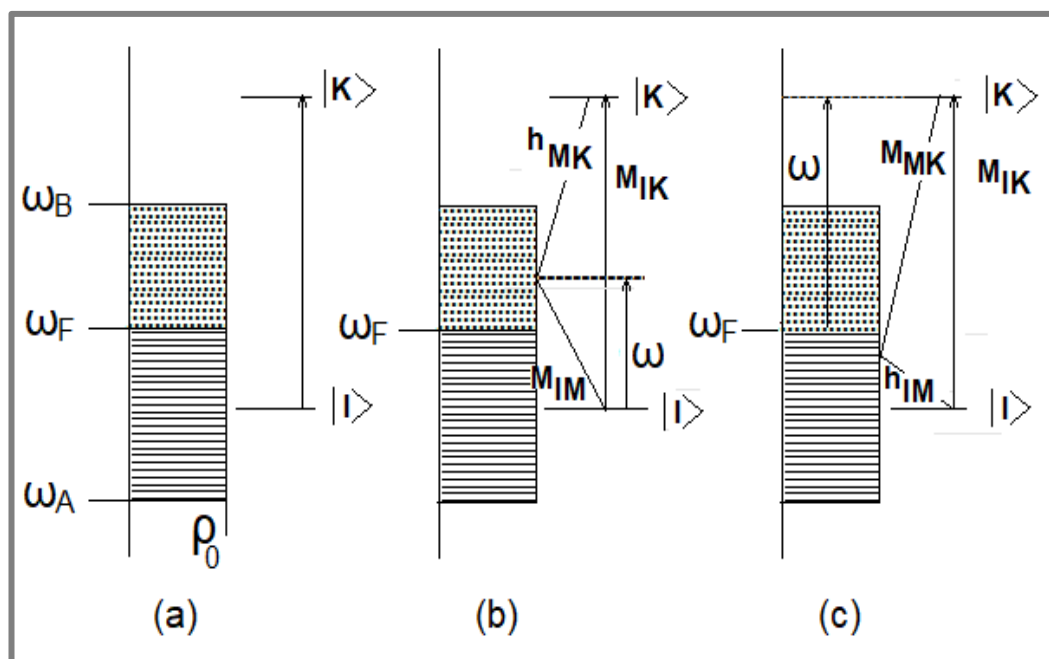 |K⟩
ω_B
ω_F
|I⟩
ω_A
ρ_0
(a)
|K⟩
h_MK
M_IK
ω_F
ω
M_IM
|I⟩
(b)
|K⟩
ω
M_MK
M_IK
ω_F
h_IM
|I⟩
(c)